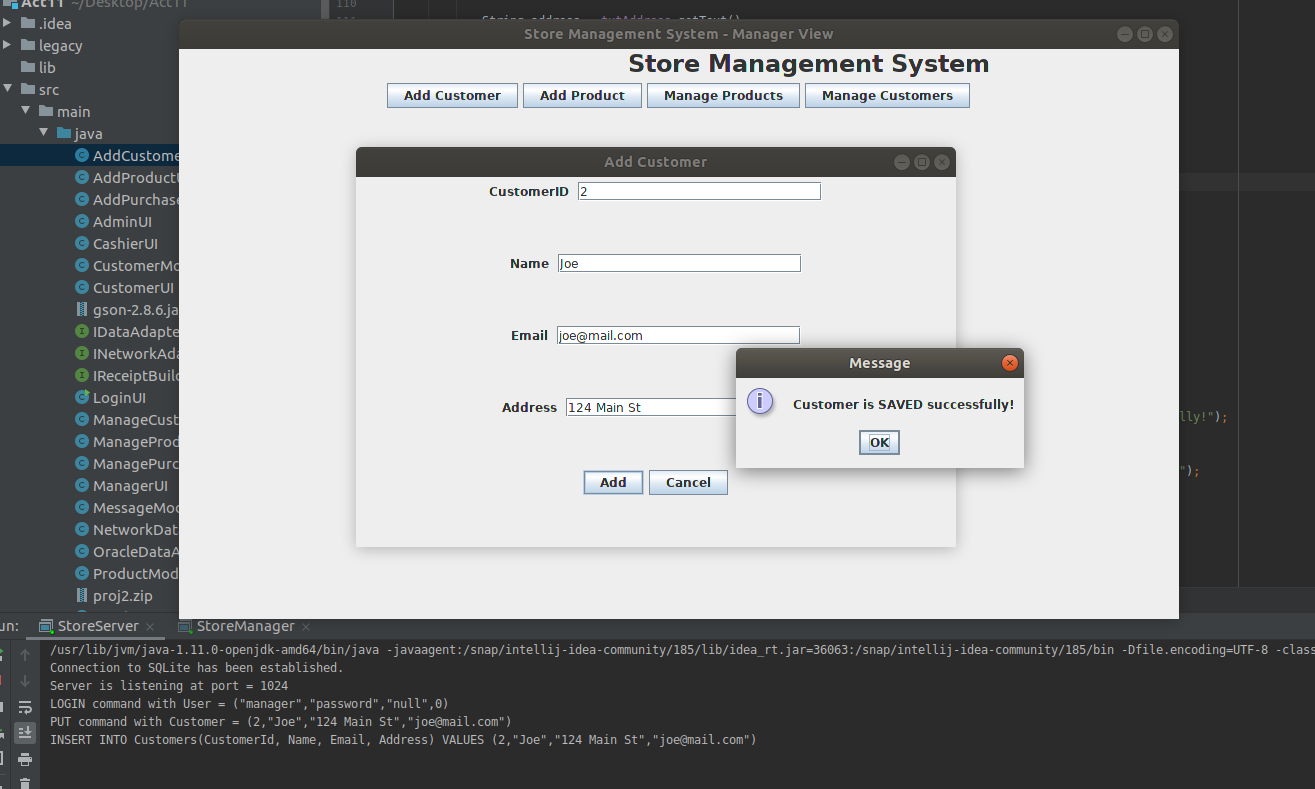 Act11 ~/Desktop/Act11
.idea
legacy
lib
src
main
java
AddCustome
AddProductU
AddPurchase
AdminUI
CashierUI
CustomerMo
CustomerUI
gson-2.8.6.ja
IDataAdapte
INetworkAda
IReceiptBuild
LoginUI
ManageCust
ManageProd
ManagePurc
ManagerUI
MessageMod
NetworkData
OracleDataA
ProductMod
proj2.zip
110
111
String address = txtAddress.getText()
Store Management System - Manager View
Store Management System
Add Customer Add Product Manage Products Manage Customers
Add Customer
CustomerID 2
Name Joe
Email joe@mail.com
Address 124 Main St
Add Cancel
Message
Customer is SAVED successfully!
OK
lly!");
");
un: StoreServer × StoreManager ×
/usr/lib/jvm/java-1.11.0-openjdk-amd64/bin/java -javaagent:/snap/intellij-idea-community/185/lib/idea_rt.jar=36063:/snap/intellij-idea-community/185/bin -Dfile.encoding=UTF-8 -class
Connection to SQLite has been established.
Server is listening at port = 1024
LOGIN command with User = ("manager","password","null",0)
PUT command with Customer = (2,"Joe","124 Main St","joe@mail.com")
INSERT INTO Customers(CustomerId, Name, Email, Address) VALUES (2,"Joe","124 Main St","joe@mail.com")